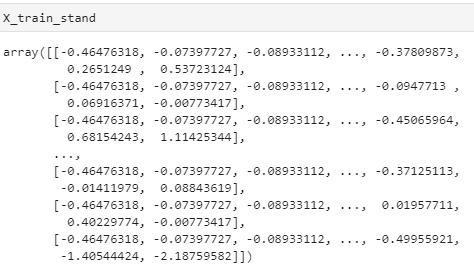 X_train_stand
array([[-0.46476318, -0.07397727, -0.08933112, ..., -0.37809873,
0.2651249 , 0.53723124],
[-0.46476318, -0.07397727, -0.08933112, ..., -0.0947713 ,
0.06916371, -0.00773417],
[-0.46476318, -0.07397727, -0.08933112, ..., -0.45065964,
0.68154243, 1.11425344],
...,
[-0.46476318, -0.07397727, -0.08933112, ..., -0.37125113,
-0.01411979, 0.08843619],
[-0.46476318, -0.07397727, -0.08933112, ..., 0.01957711,
0.40229774, -0.00773417],
[-0.46476318, -0.07397727, -0.08933112, ..., -0.49955921,
-1.40544424, -2.18759582]])